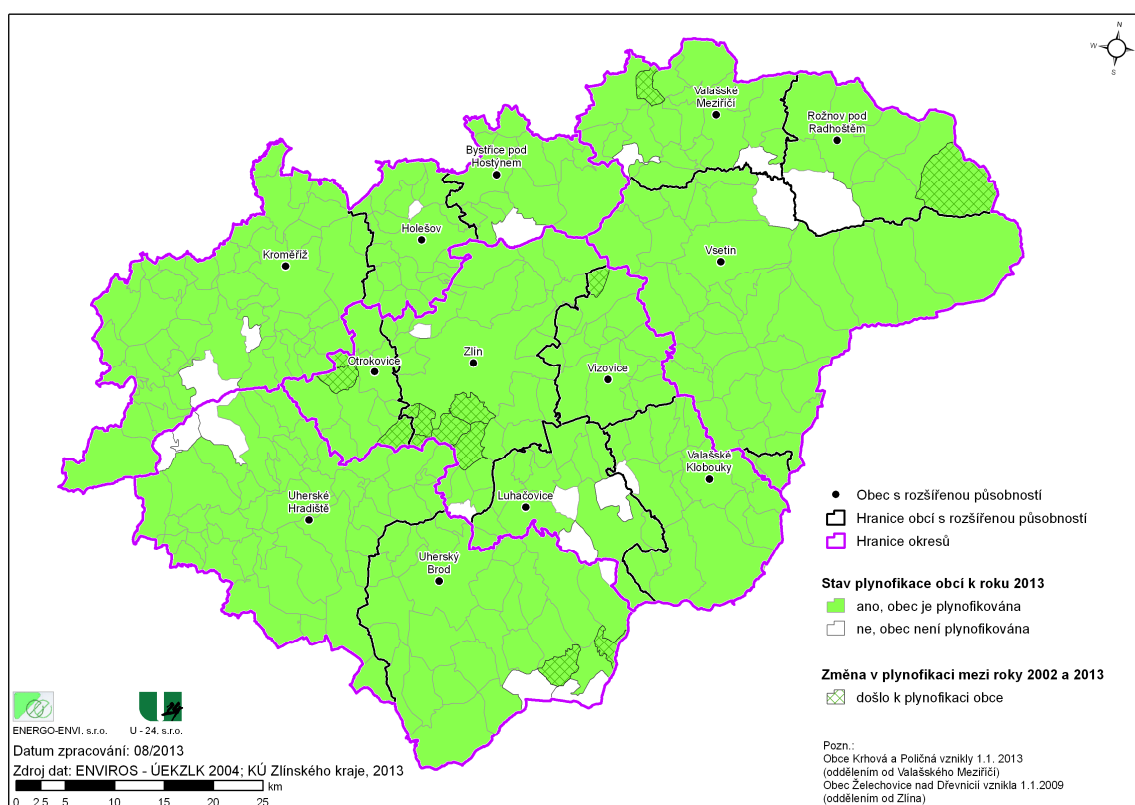 N
W
S
Valašské
Meziříčí
Rožnov pod
Radhoštěm
Bystřice pod
Hostýnem
Holešov
Kroměříž
Vsetín
Zlín
Otrokovice
Vizovice
Valašské
Klobouky
Luhačovice
Uherské
Hradiště
Uherský
Brod
Obec s rozšířenou působností
Hranice obcí s rozšířenou působností
Hranice okresů
Stav plynofikace obcí k roku 2013
ano, obec je plynofikována
ne, obec není plynofikována
Změna v plynofikaci mezi roky 2002 a 2013
došlo k plynofikaci obce
ENERGO-ENVI. s.r.o. U - 24. s.r.o.
Datum zpracování: 08/2013
Zdroj dat: ENVIROS - ÚEKZLK 2004; KÚ Zlínského kraje, 2013
km
0 2.5 5 10 15 20 25
Pozn.:
Obce Krhová a Poličná vznikly 1.1. 2013
(oddělením od Valašského Meziříčí)
Obec Želechovice nad Dřevnicií vznikla 1.1.2009
(oddělením od Zlína)